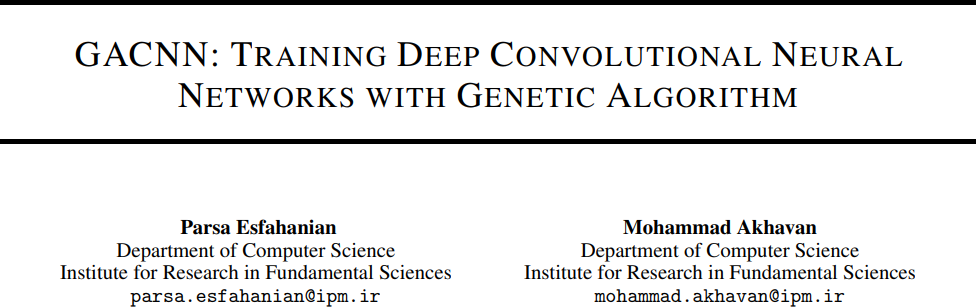 GACNN: TRAINING DEEP CONVOLUTIONAL NEURAL
NETWORKS WITH GENETIC ALGORITHM
Parsa Esfahanian
Department of Computer Science
Institute for Research in Fundamental Sciences
parsa.esfahanian@ipm.ir
Mohammad Akhavan
Department of Computer Science
Institute for Research in Fundamental Sciences
mohammad.akhavan@ipm.ir